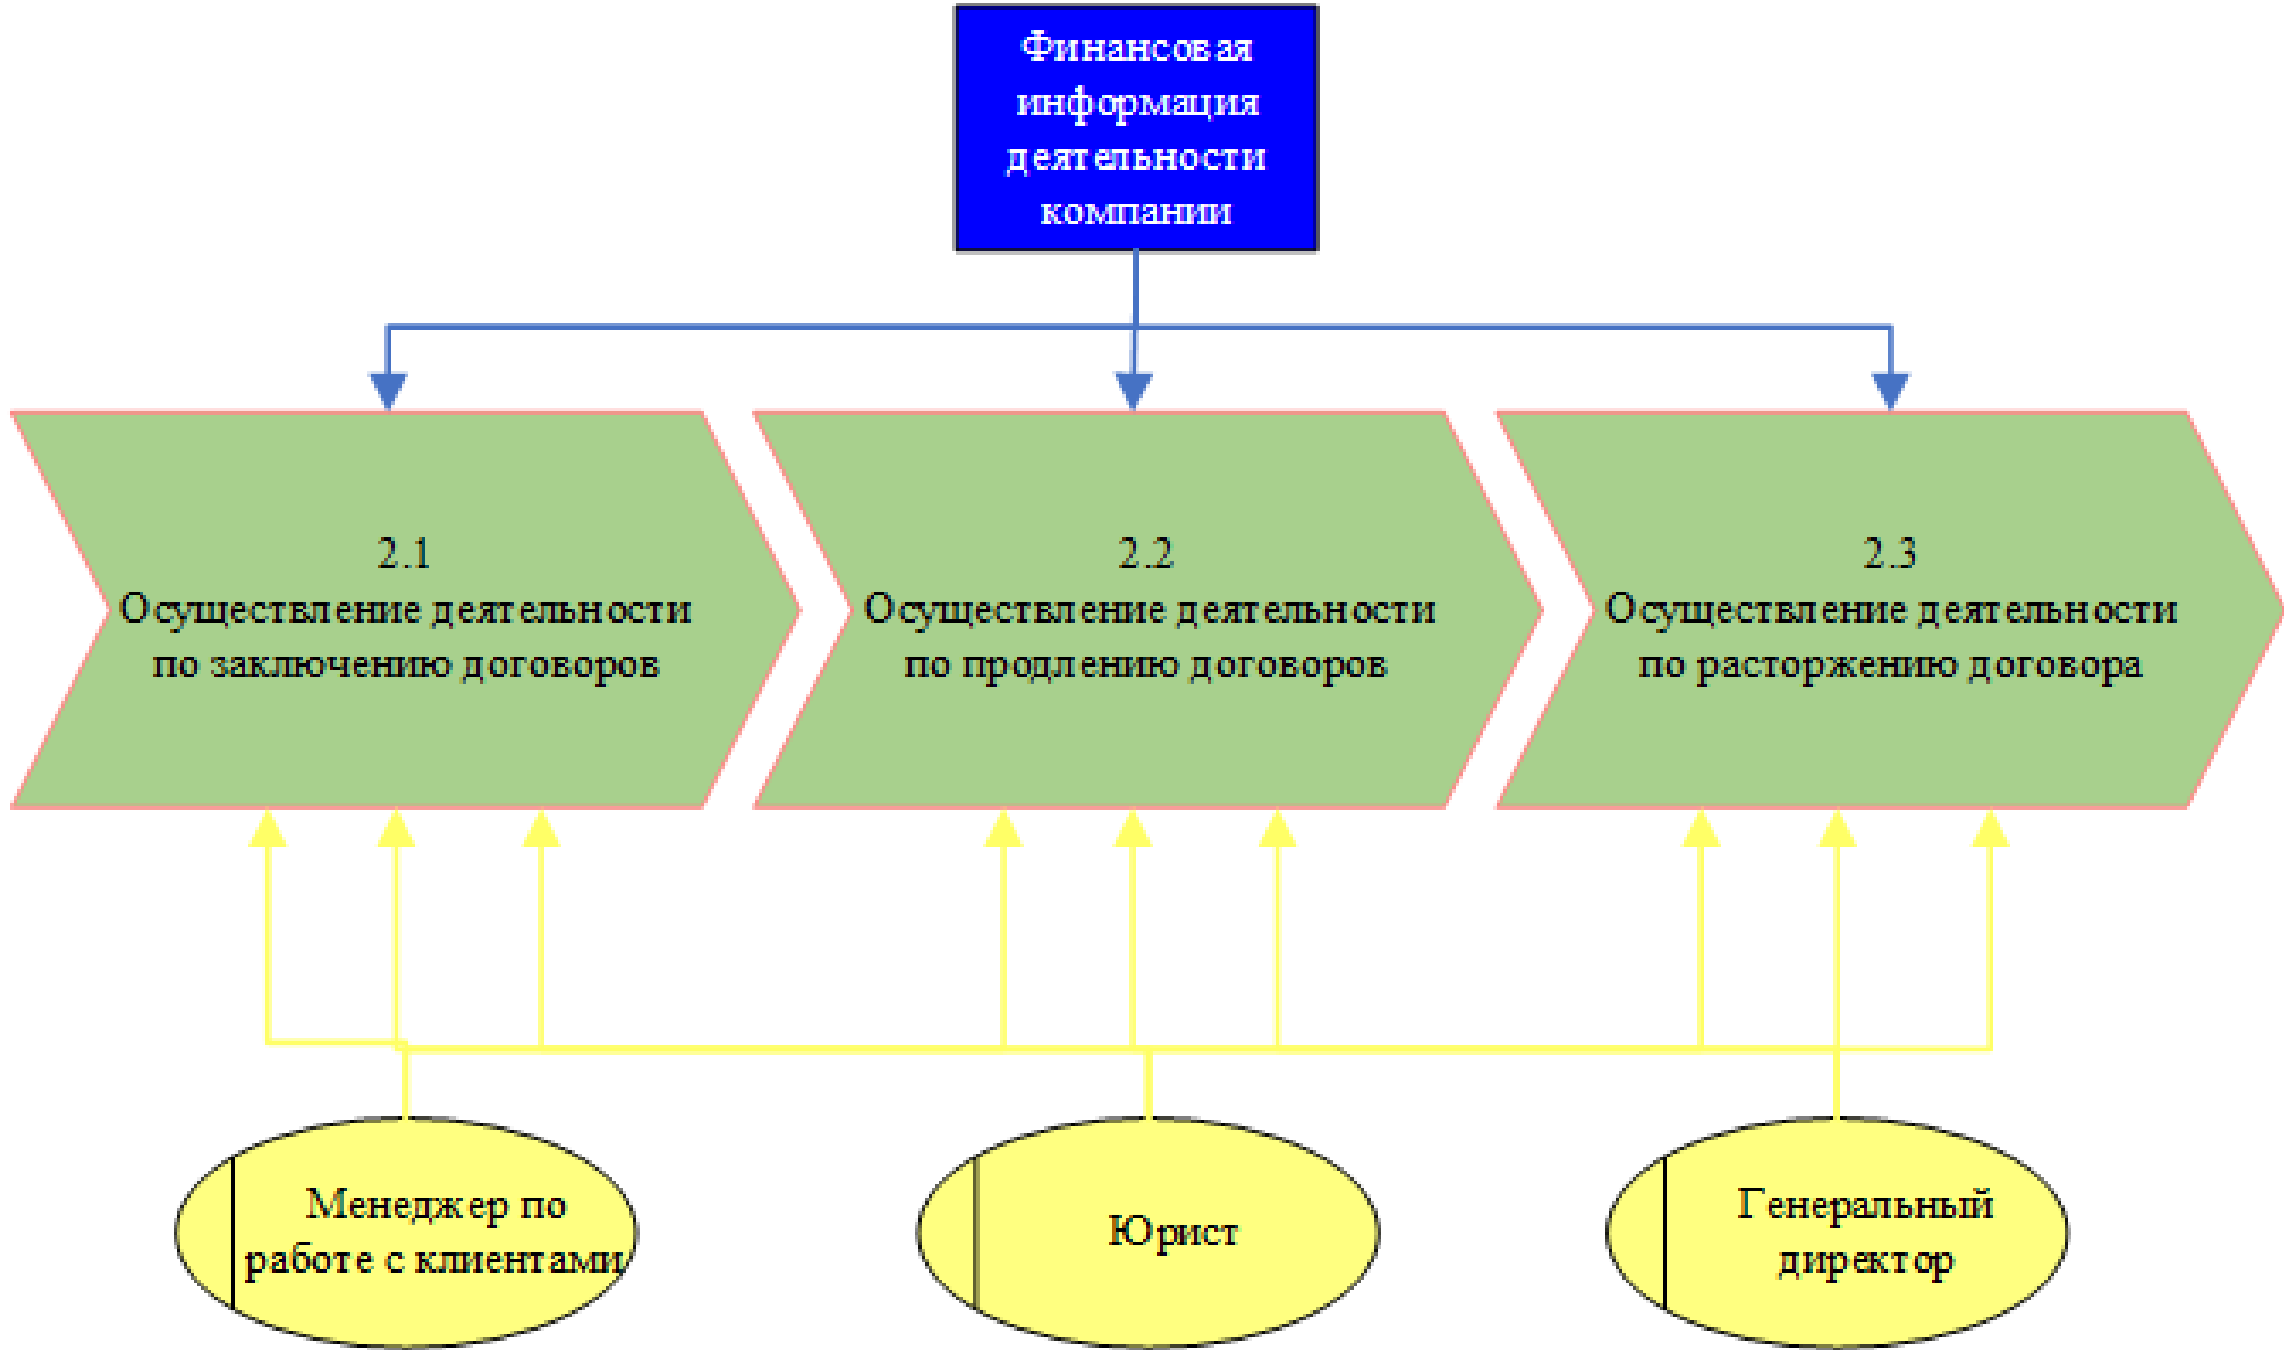 Финансовая
информация
деятельности
компании
2.1
Осуществление деятельности
по заключению договоров
2.2
Осуществление деятельности
по продлению договоров
2.3
Осуществление деятельности
по расторжению договора
Менеджер по
работе с клиентами
Юрист
Генеральный
директор